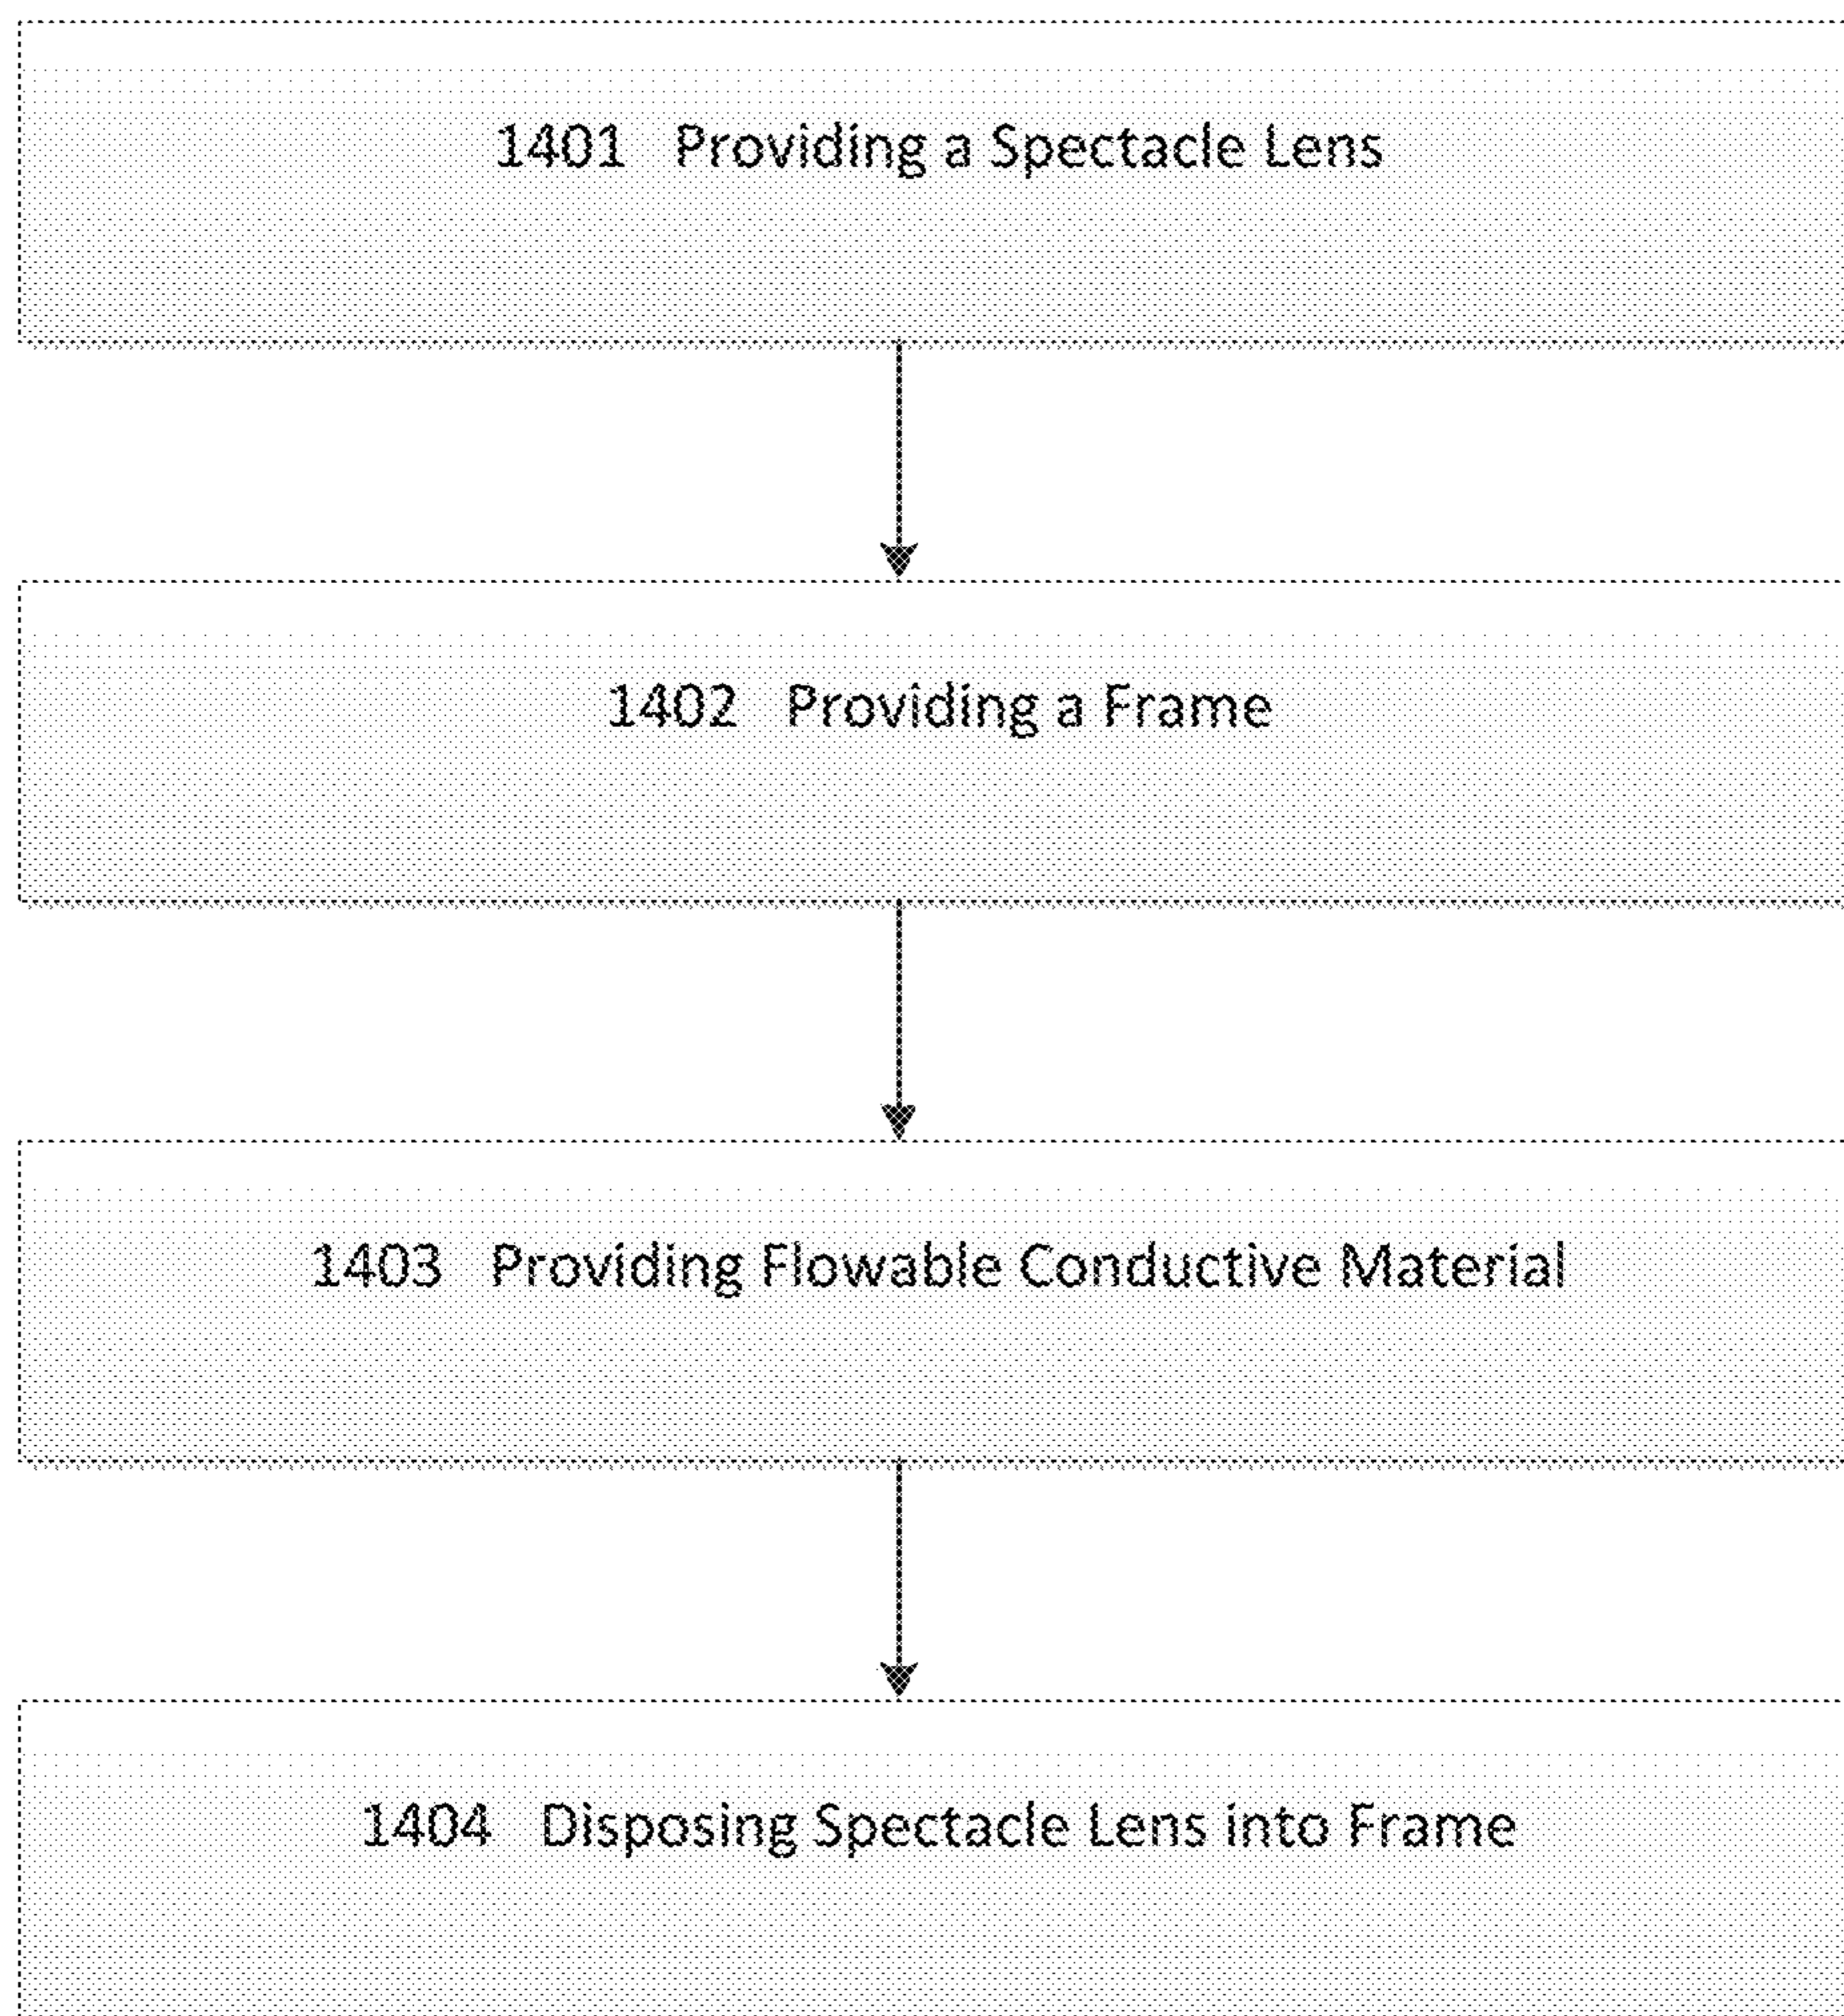 1401 Providing a Spectacle Lens
1402 Providing a Frame
1403 Providing Flowable Conductive Material
1404 Disposing Spectacle Lens into Frame